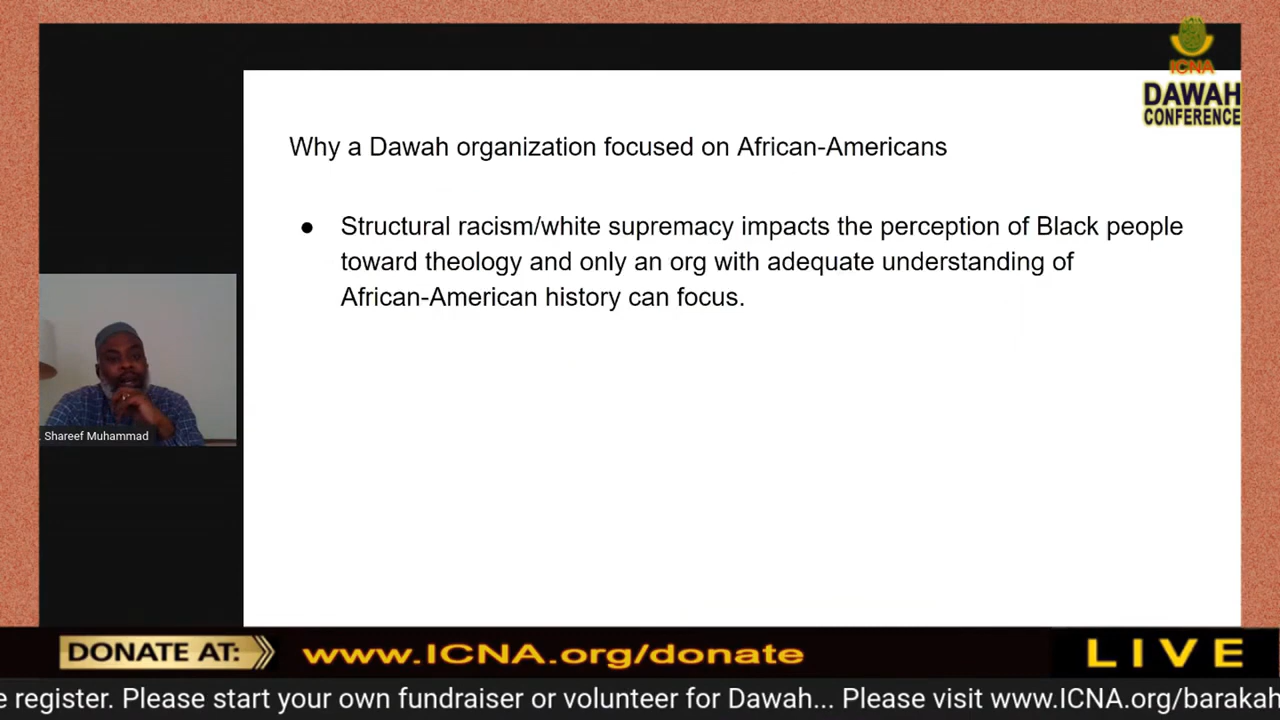 ICNA
DAWAH
CONFERENCE
Why a Dawah organization focused on African-Americans
● Structural racism/white supremacy impacts the perception of Black people
toward theology and only an org with adequate understanding of
African-American history can focus.
Shareef Muhammad
DONATE AT: www.ICNA.org/donate LIVE
e register. Please start your own fundraiser or volunteer for Dawah... Please visit www.ICNA.org/barakah